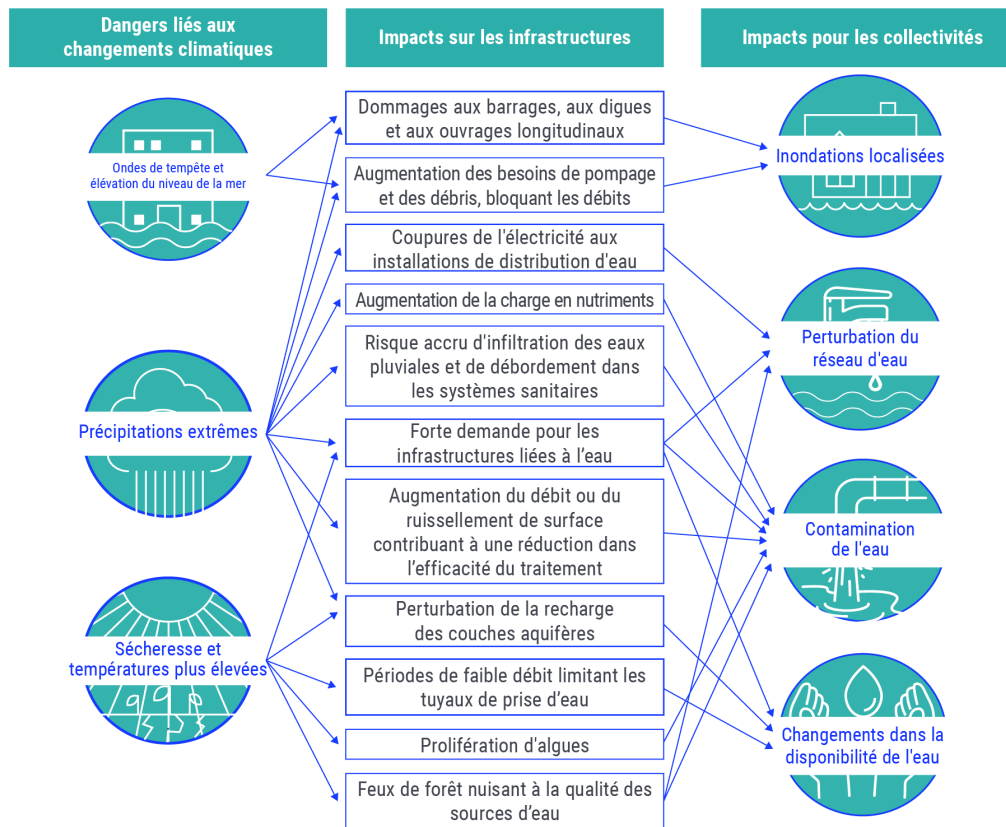 Dangers liés aux
changements climatiques
Impacts sur les infrastructures
Impacts pour les collectivités
Ondes de tempête et
élévation du niveau de la mer
Précipitations extrêmes
Sécheresse et
températures plus élevées
Dommages aux barrages, aux digues
et aux ouvrages longitudinaux
Augmentation des besoins de pompage
et des débris, bloquant les débits
Coupures de l'électricité aux
installations de distribution d'eau
Augmentation de la charge en nutriments
Risque accru d'infiltration des eaux
pluviales et de débordement dans
les systèmes sanitaires
Forte demande pour les
infrastructures liées à l’eau
Augmentation du débit ou du
ruissellement de surface
contribuant à une réduction dans
l’efficacité du traitement
Perturbation de la recharge
des couches aquifères
Périodes de faible débit limitant les
tuyaux de prise d’eau
Prolifération d'algues
Feux de forêt nuisant à la qualité des
sources d’eau
Inondations localisées
Perturbation du
réseau d'eau
Contamination
de l'eau
Changements dans la
disponibilité de l'eau